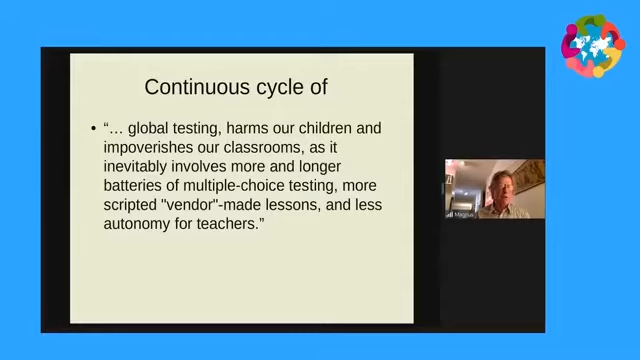 Continuous cycle of
• “… global testing, harms our children and
impoverishes our classrooms, as it
inevitably involves more and longer
batteries of multiple-choice testing, more
scripted "vendor"-made lessons, and less
autonomy for teachers.”
Magnus